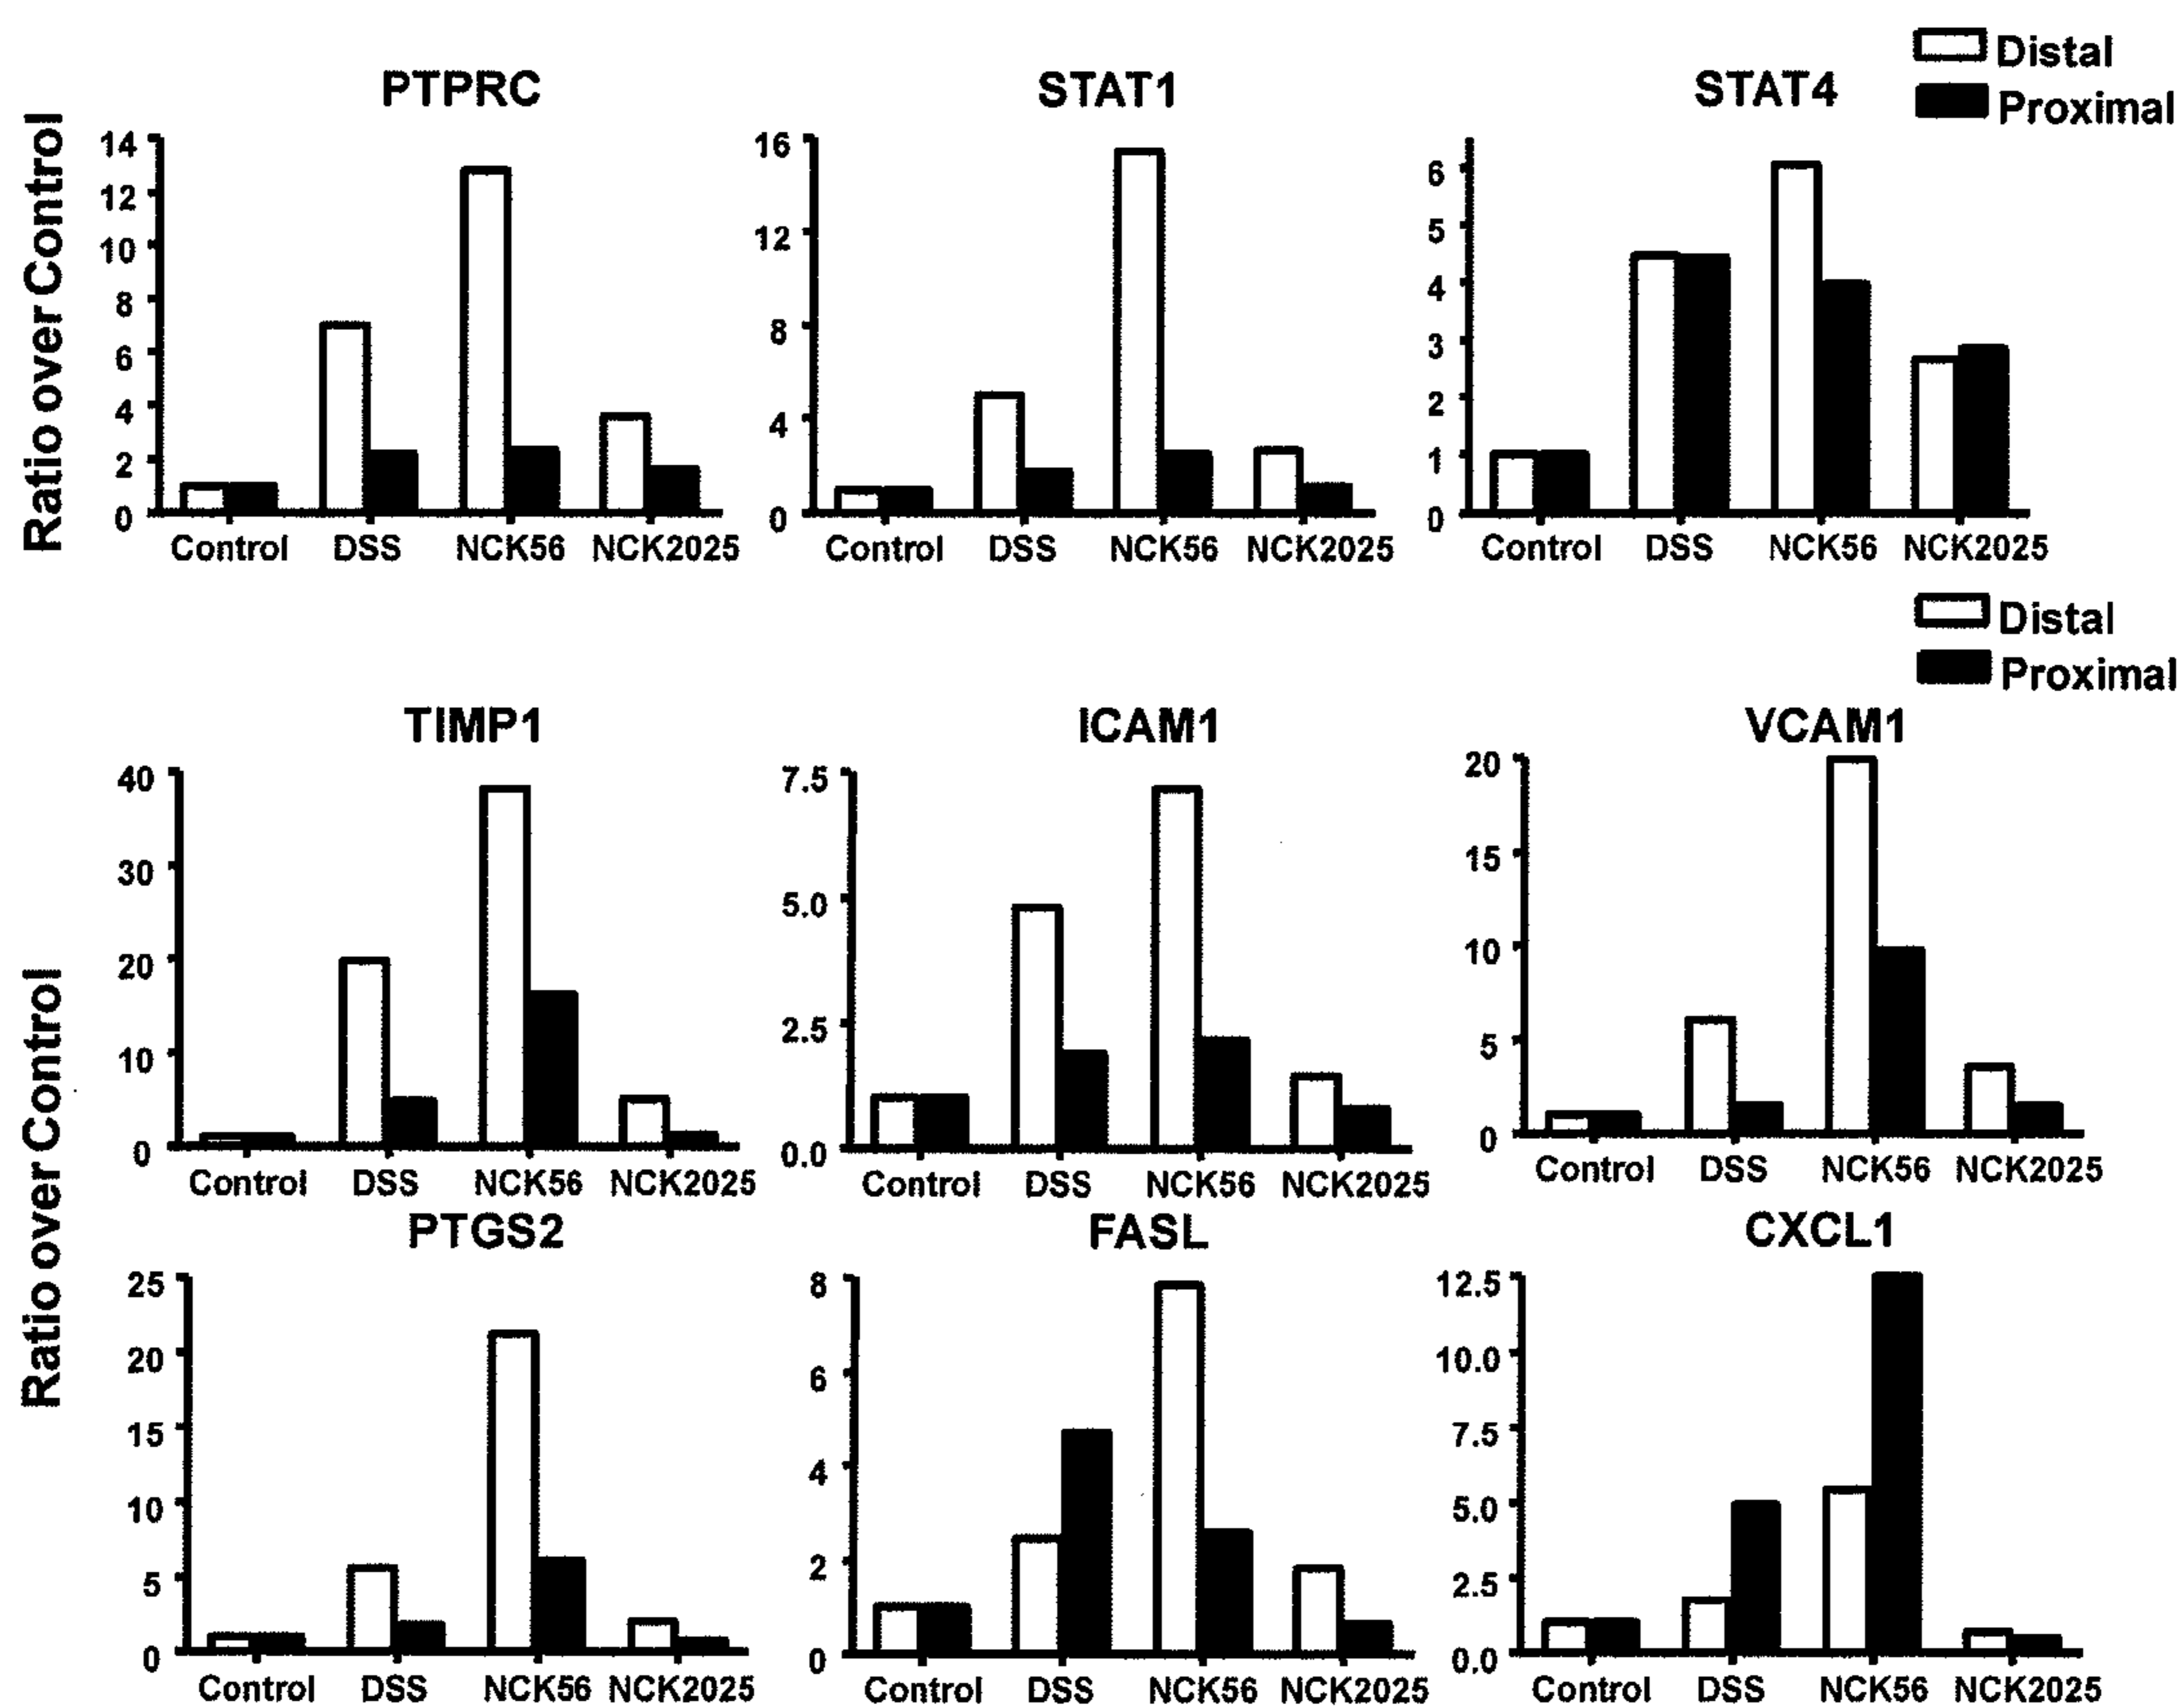 Distal
Proximal
PTPRC
STAT1
STAT4
Ratio over Control
14
12
10
8
6
4
2
0
Control DSS NCK56 NCK2025
16
12
8
4
0
Control DSS NCK56 NCK2025
6
5
4
3
2
1
0
Control DSS NCK56 NCK2025
Distal
Proximal
TIMP1
ICAM1
VCAM1
Ratio over Control
40
30
20
10
0
Control DSS NCK56 NCK2025
7.5
5.0
2.5
0.0
Control DSS NCK56 NCK2025
20
15
10
5
0
Control DSS NCK56 NCK2025
PTGS2
FASL
CXCL1
25
20
15
10
5
0
Control DSS NCK56 NCK2025
8
6
4
2
0
Control DSS NCK56 NCK2025
12.5
10.0
7.5
5.0
2.5
0.0
Control DSS NCK56 NCK2025